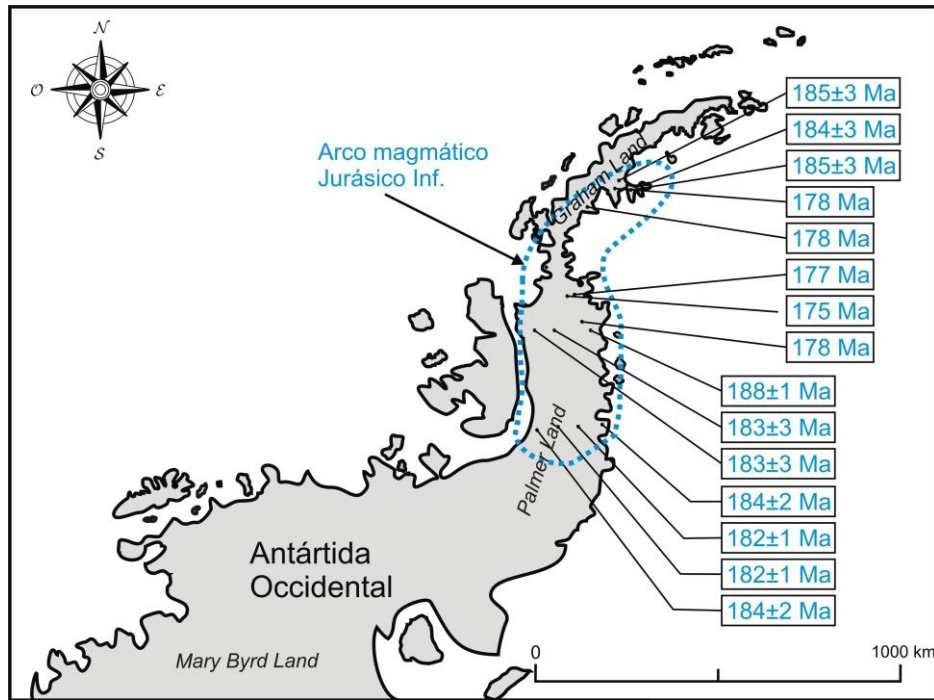 N
O
E
S
Arco magmático
Jurásico Inf.
Graham Land
185±3 Ma
184±3 Ma
185±3 Ma
178 Ma
178 Ma
177 Ma
175 Ma
178 Ma
188±1 Ma
183±3 Ma
183±3 Ma
184±2 Ma
182±1 Ma
182±1 Ma
184±2 Ma
Palmer Land
Antártida
Occidental
Mary Byrd Land
0
1000 km